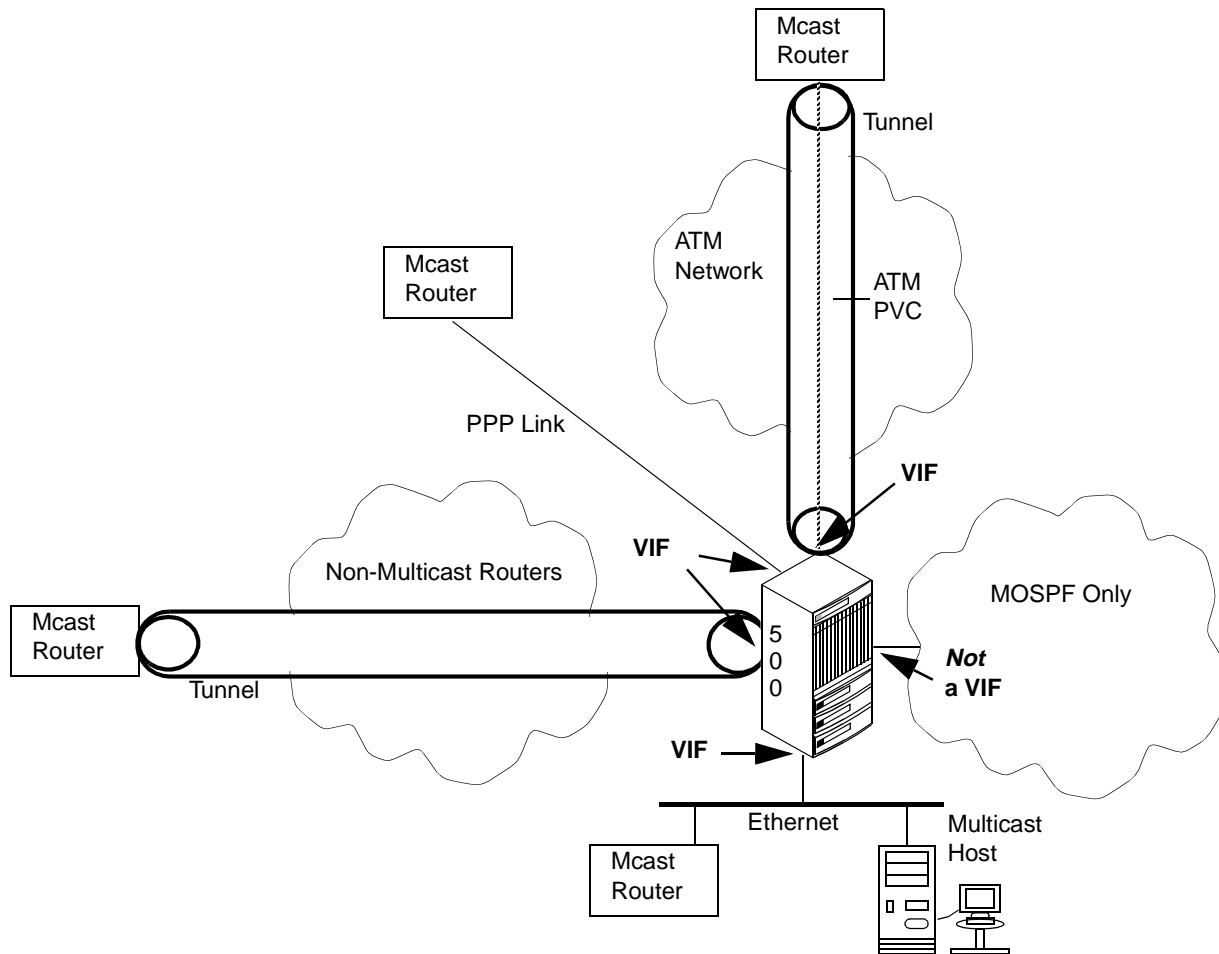 Mcast
Router
Tunnel
ATM
Network
ATM
PVC
Mcast
Router
PPP Link
VIF
VIF
Non-Multicast Routers
MOSPF Only
Mcast
Router
5
0
0
Not
a VIF
Tunnel
VIF
Ethernet
Multicast
Host
Mcast
Router